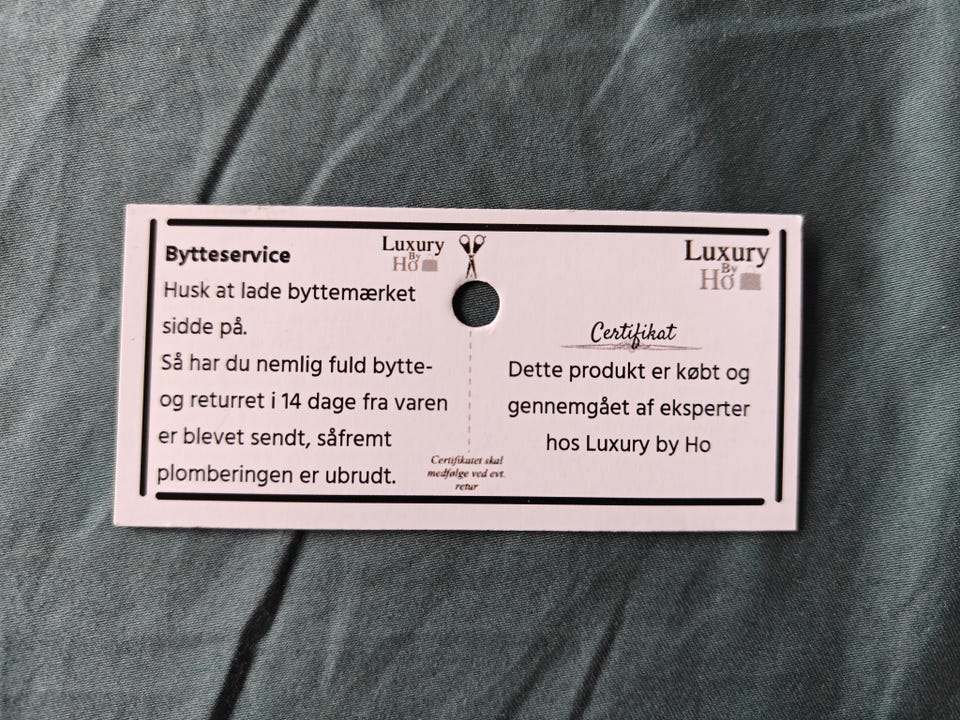 Bytteservice
Luxury
By
Ho
Husk at lade byttemærket
sidde på.
Så har du nemlig fuld bytte-
og returret i 14 dage fra varen
er blevet sendt, såfremt
plomberingen er ubrudt.
Certifikatet skal
medfølge ved evt.
retur
Luxury
By
Ho
Certifikat
Dette produkt er købt og
gennemgået af eksperter
hos Luxury by Ho